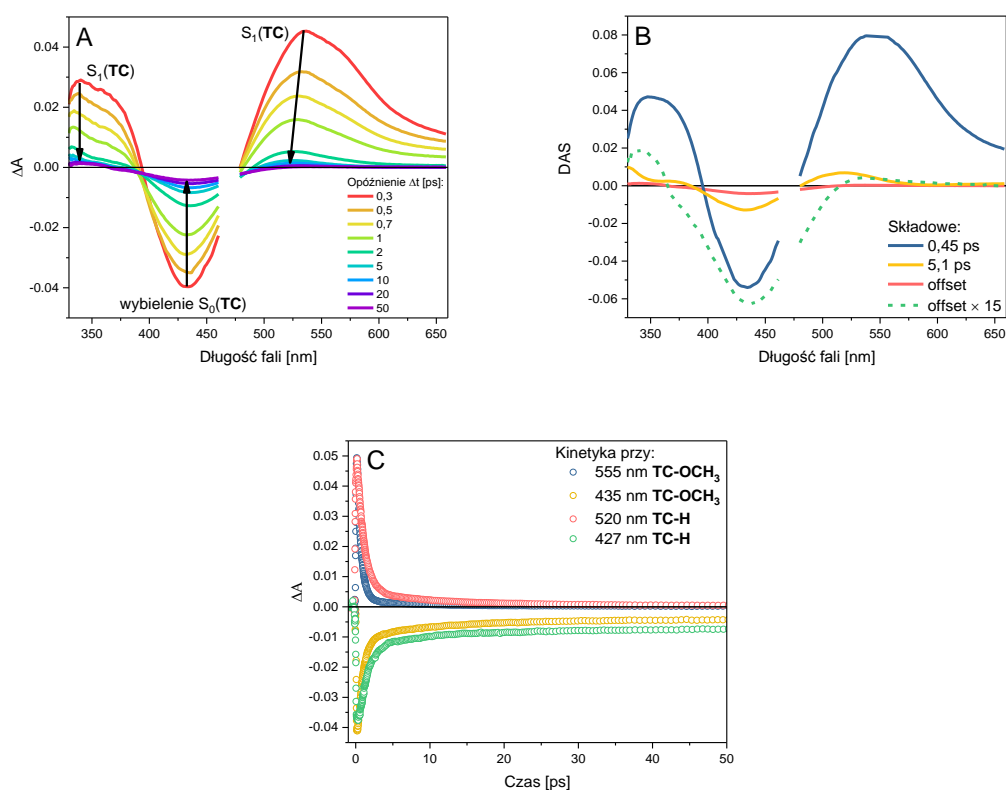 A
S₁(TC)
S₁(TC)
0.04
0.02
0.00
-0.02
-0.04
ΔA
wybielenie S₀(TC)
Opóźnienie Δt [ps]:
0,3
0,5
0,7
1
2
5
10
20
50
350 400 450 500 550 600 650
Długość fali [nm]
B
0.08
0.06
0.04
0.02
0.00
-0.02
-0.04
-0.06
DAS
Składowe:
0,45 ps
5,1 ps
offset
offset × 15
350 400 450 500 550 600 650
Długość fali [nm]
C
Kinetyka przy:
555 nm TC-OCH₃
435 nm TC-OCH₃
520 nm TC-H
427 nm TC-H
0.05
0.04
0.03
0.02
0.01
0.00
-0.01
-0.02
-0.03
-0.04
ΔA
0 10 20 30 40 50
Czas [ps]